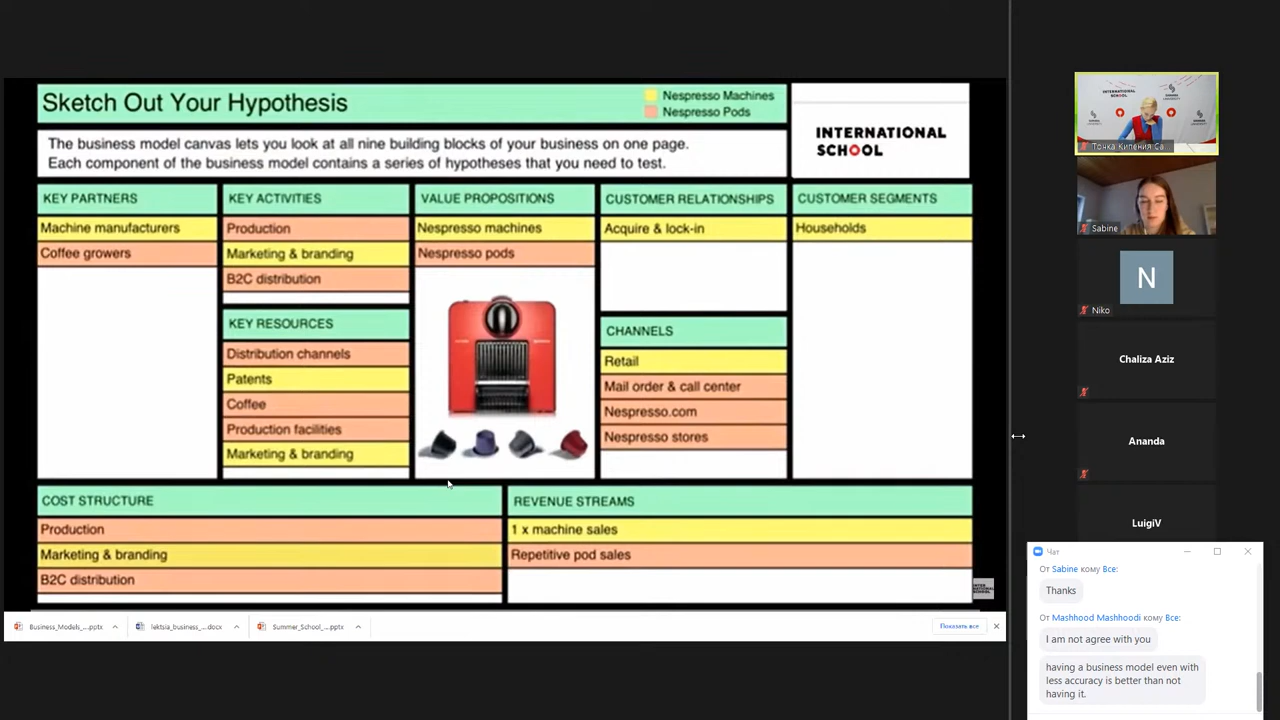 Sketch Out Your Hypothesis
Nespresso Machines
Nespresso Pods
The business model canvas lets you look at all nine building blocks of your business on one page.
Each component of the business model contains a series of hypotheses that you need to test.
INTERNATIONAL
SCHOOL
KEY PARTNERS
Machine manufacturers
Coffee growers
KEY ACTIVITIES
Production
Marketing & branding
B2C distribution
KEY RESOURCES
Distribution channels
Patents
Coffee
Production facilities
Marketing & branding
VALUE PROPOSITIONS
Nespresso machines
Nespresso pods
CUSTOMER RELATIONSHIPS
Acquire & lock-in
CHANNELS
Retail
Mail order & call center
Nespresso.com
Nespresso stores
CUSTOMER SEGMENTS
Households
COST STRUCTURE
Production
Marketing & branding
B2C distribution
REVENUE STREAMS
1 x machine sales
Repetitive pod sales
Business_Models_....pptx
lektsia_business_....docx
Summer_School_....pptx
Показать все
INTERNATIONAL
SCHOOL
Точка Кипения Са
Sabine
N
Niko
Chaliza Aziz
Ananda
LuigiV
Чат
От Sabine кому Все:
Thanks
От Mashhood Mashhoodi кому Все:
I am not agree with you
having a business model even with
less accuracy is better than not
having it.